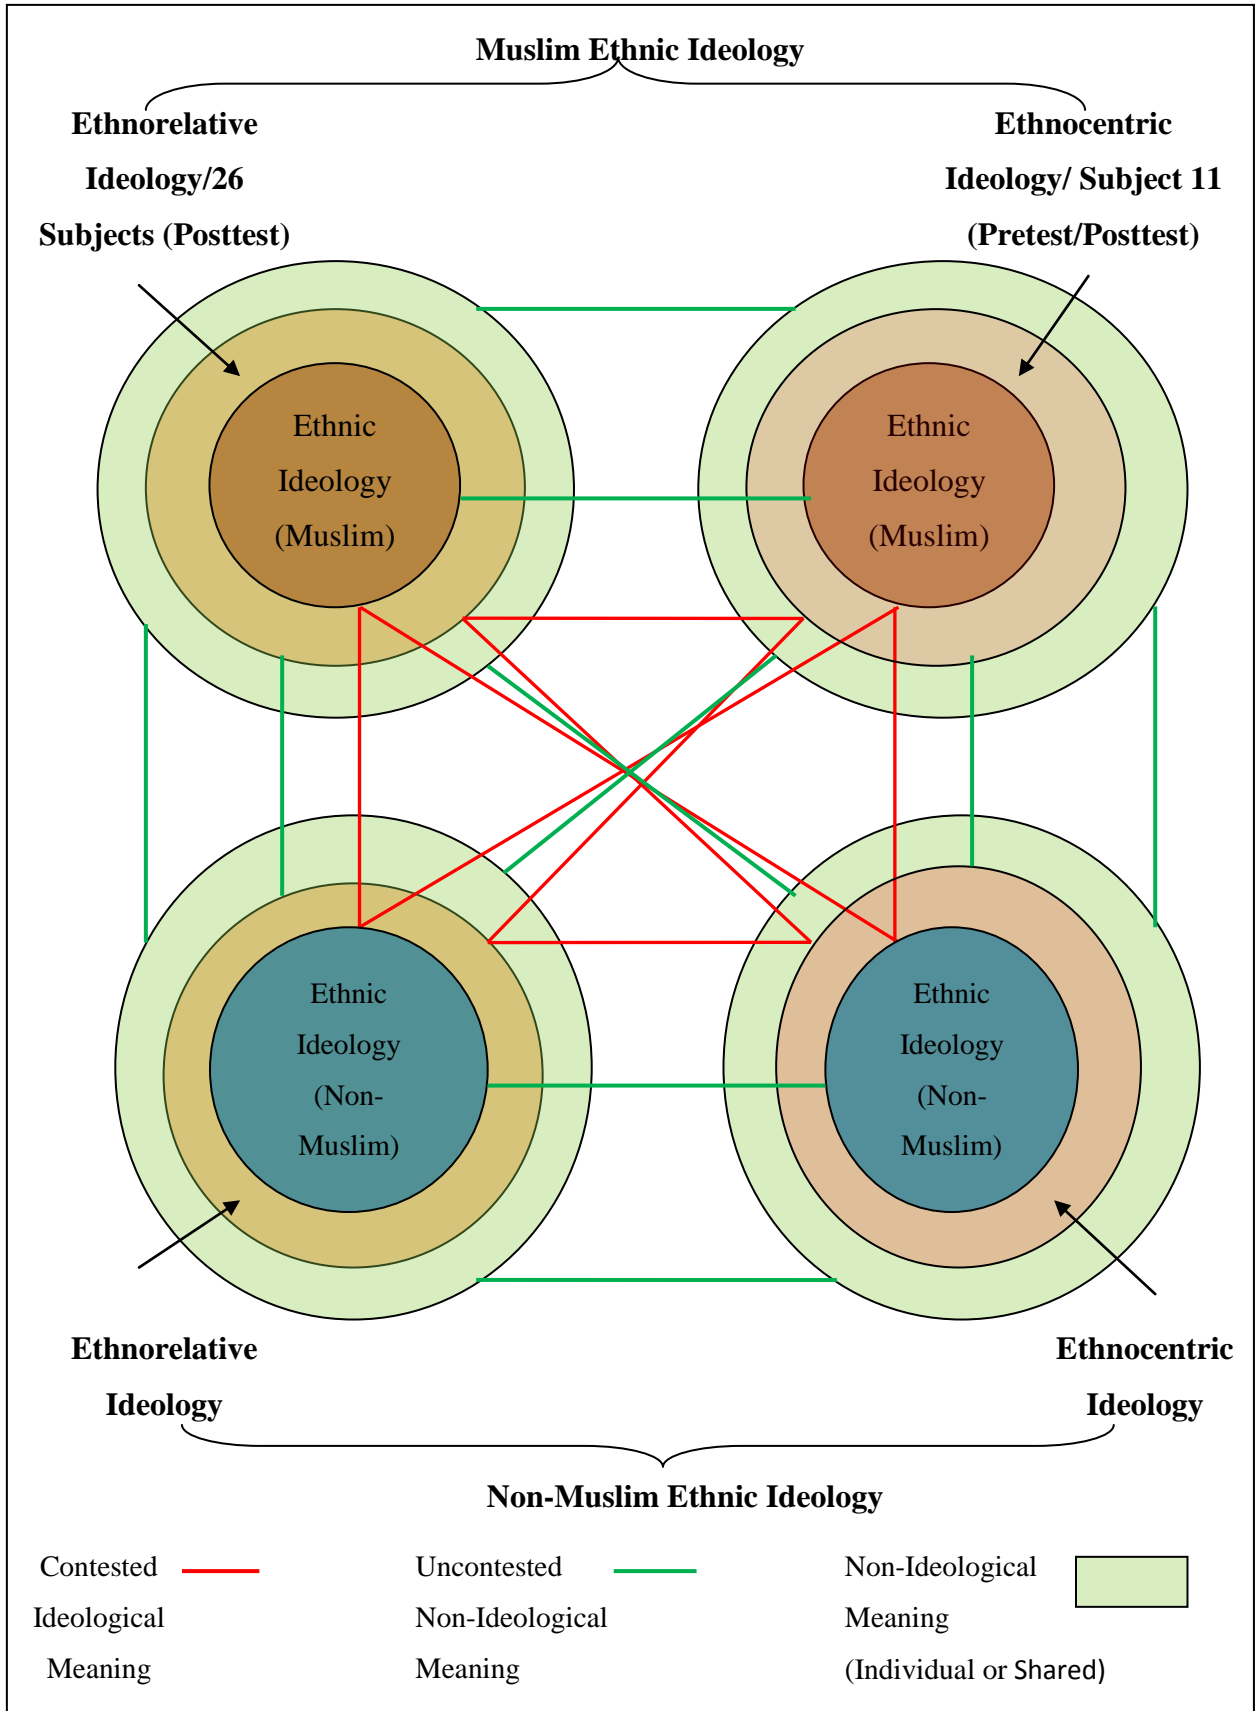 Muslim Ethnic Ideology
Ethnorelative
Ideology/26
Subjects (Posttest)
Ethnocentric
Ideology/ Subject 11
(Pretest/Posttest)
Ethnic
Ideology
(Muslim)
Ethnic
Ideology
(Muslim)
Ethnic
Ideology
(Non-
Muslim)
Ethnic
Ideology
(Non-
Muslim)
Ethnorelative
Ideology
Ethnocentric
Ideology
Non-Muslim Ethnic Ideology
Contested
Ideological
Meaning
Uncontested
Non-Ideological
Meaning
Non-Ideological
Meaning
(Individual or Shared)